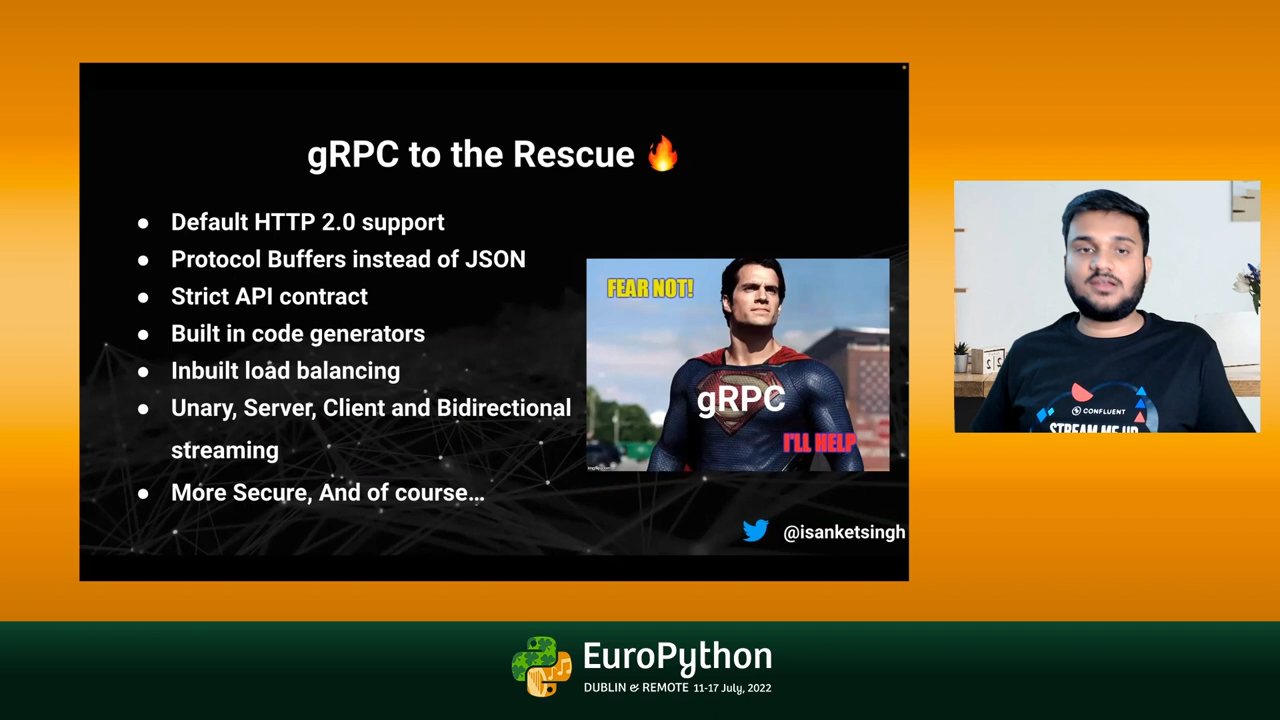 gRPC to the Rescue 🔥
● Default HTTP 2.0 support
● Protocol Buffers instead of JSON
● Strict API contract
● Built in code generators
● Inbuilt load balancing
● Unary, Server, Client and Bidirectional
streaming
● More Secure, And of course…
FEAR NOT!
gRPC
I'LL HELP
@isanketsingh
CONFLUENT
STREAM ME UP
EuroPython
DUBLIN & REMOTE 11-17 July, 2022